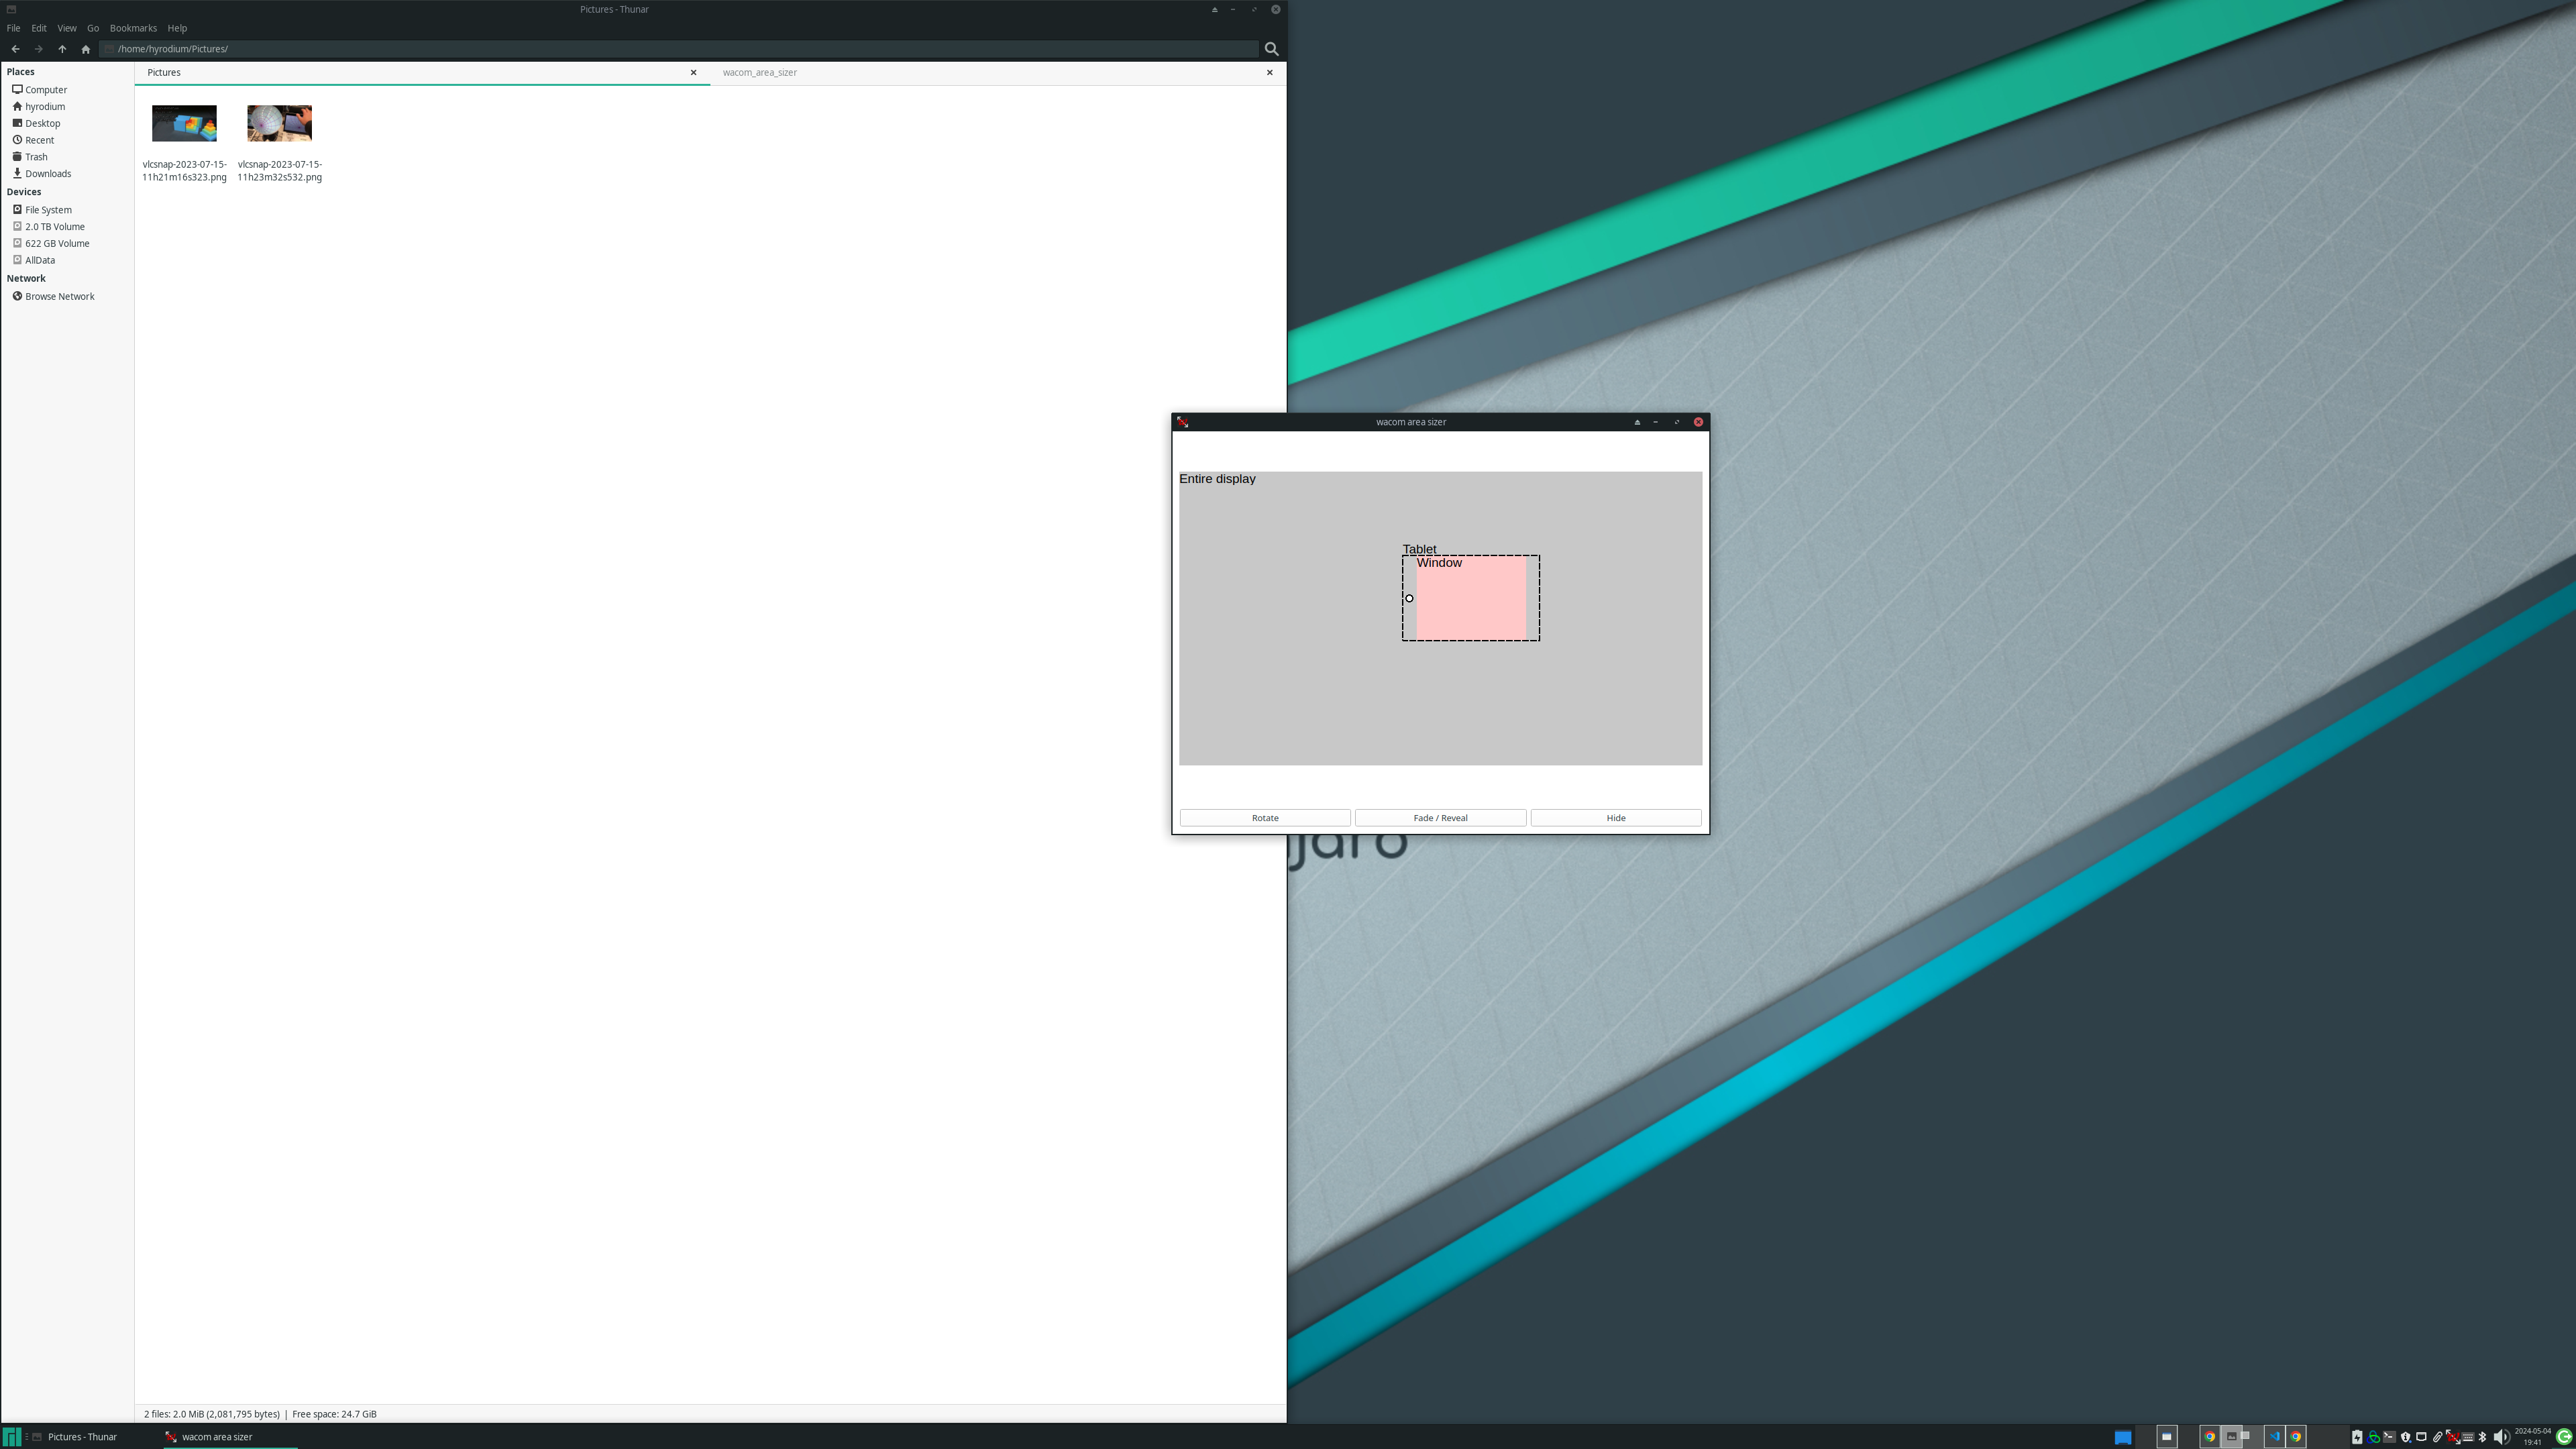 Pictures - Thunar
File Edit View Go Bookmarks Help
/home/hyrodium/Pictures/
Places
Computer
hyrodium
Desktop
Recent
Trash
Downloads
Devices
File System
2.0 TB Volume
622 GB Volume
AllData
Network
Browse Network
Pictures
wacom_area_sizer
vlcsnap-2023-07-15-
11h21m16s323.png
vlcsnap-2023-07-15-
11h23m32s532.png
wacom area sizer
Entire display
Tablet
Window
Rotate
Fade / Reveal
Hide
2 files: 2.0 MiB (2,081,795 bytes) | Free space: 24.7 GiB
Pictures - Thunar
wacom area sizer
2024-05-04
19:41